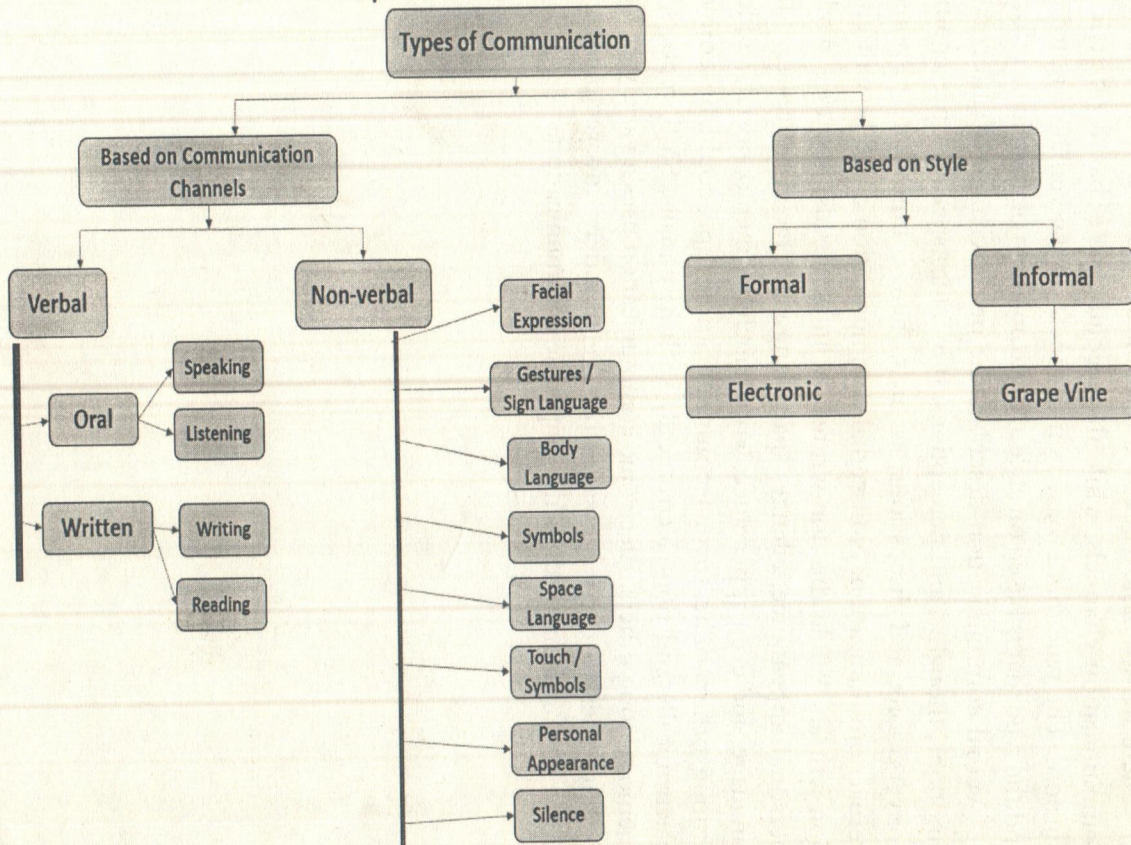 Types of Communication
Based on Communication
Channels
Based on Style
Verbal
Non-verbal
Formal
Informal
Oral
Speaking
Listening
Written
Writing
Reading
Facial
Expression
Gestures /
Sign Language
Body
Language
Symbols
Space
Language
Touch /
Symbols
Personal
Appearance
Silence
Electronic
Grape Vine